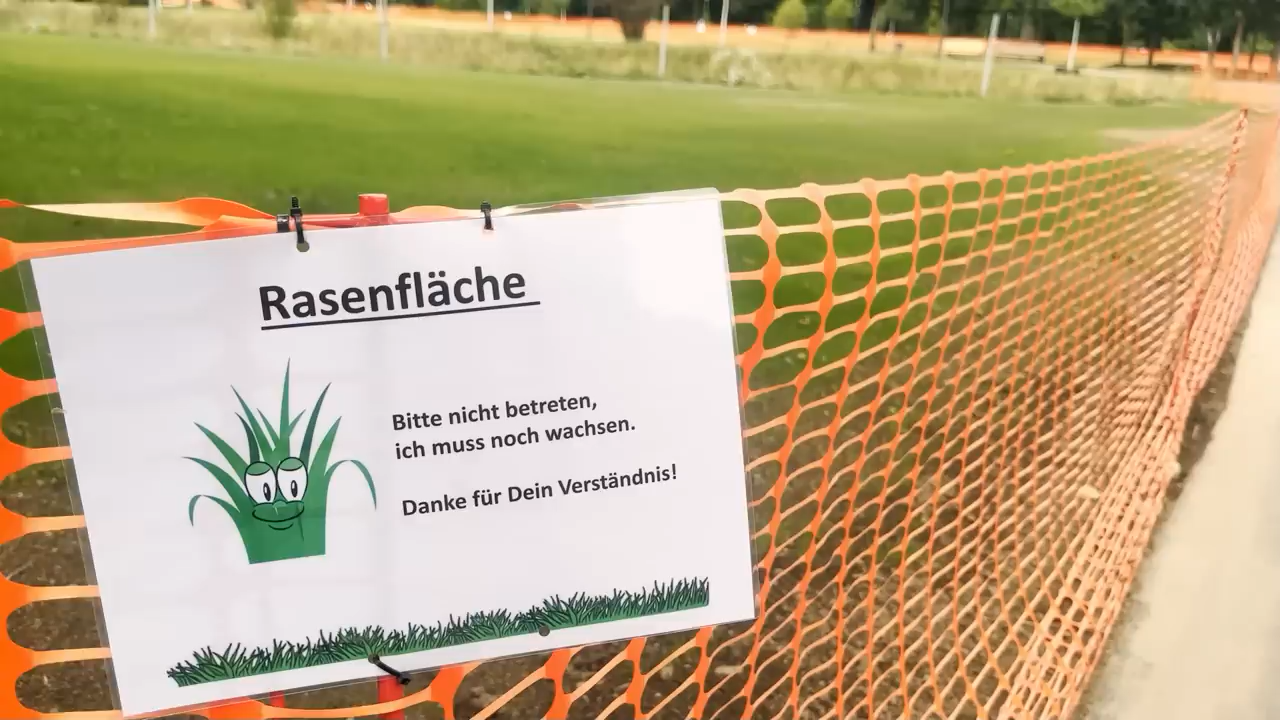 Rasenfläche
Bitte nicht betreten,
ich muss noch wachsen.
Danke für Dein Verständnis!